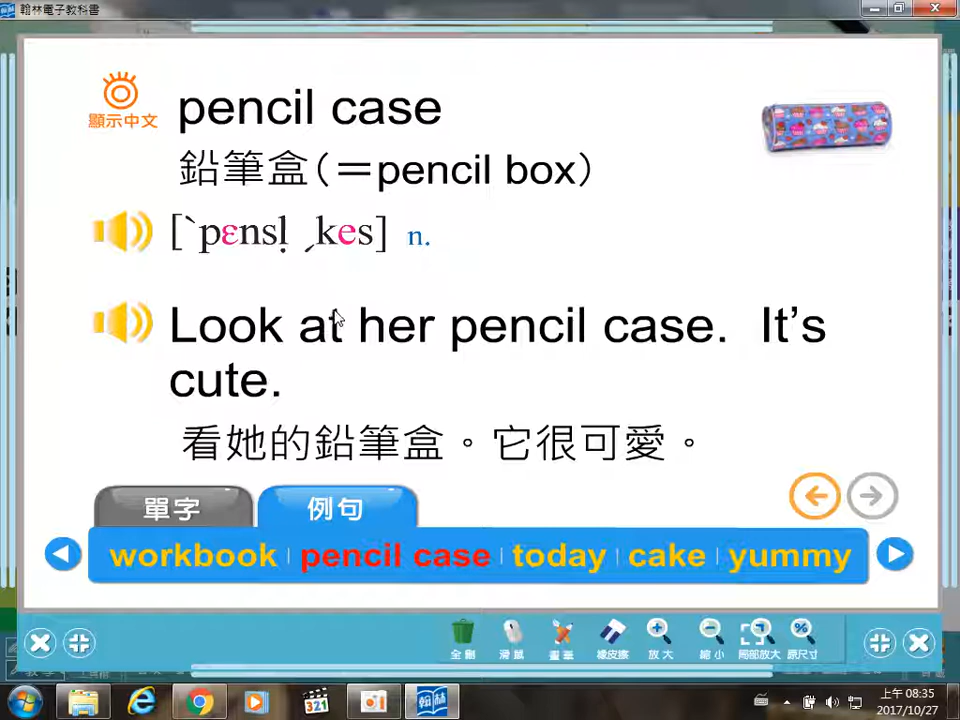 翰林電子教科書
顯示中文
pencil case
鉛筆盒(＝pencil box)
[ˋpɛnsḷ ˏkes] n.
Look at her pencil case. It’s
cute.
看她的鉛筆盒。它很可愛。
單字 例句
workbook | pencil case | today | cake | yummy
全刪 滑鼠 畫筆 橡皮擦 放大 縮小 局部放大 原尺寸
321 翰林
上午 08:35
2017/10/27